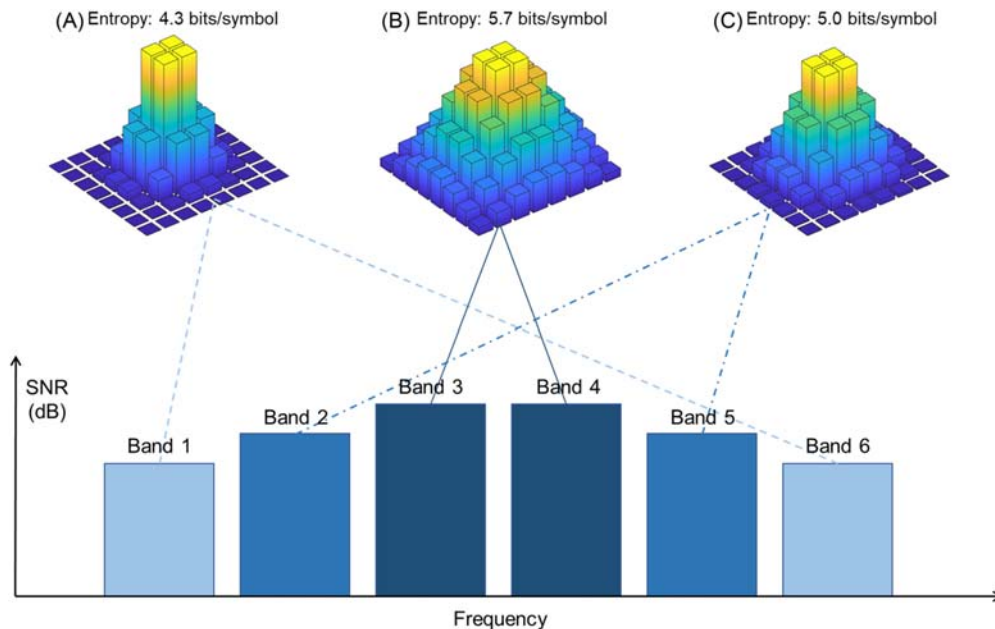 (A) Entropy: 4.3 bits/symbol
(B) Entropy: 5.7 bits/symbol
(C) Entropy: 5.0 bits/symbol
SNR
(dB)
Band 1
Band 2
Band 3
Band 4
Band 5
Band 6
Frequency